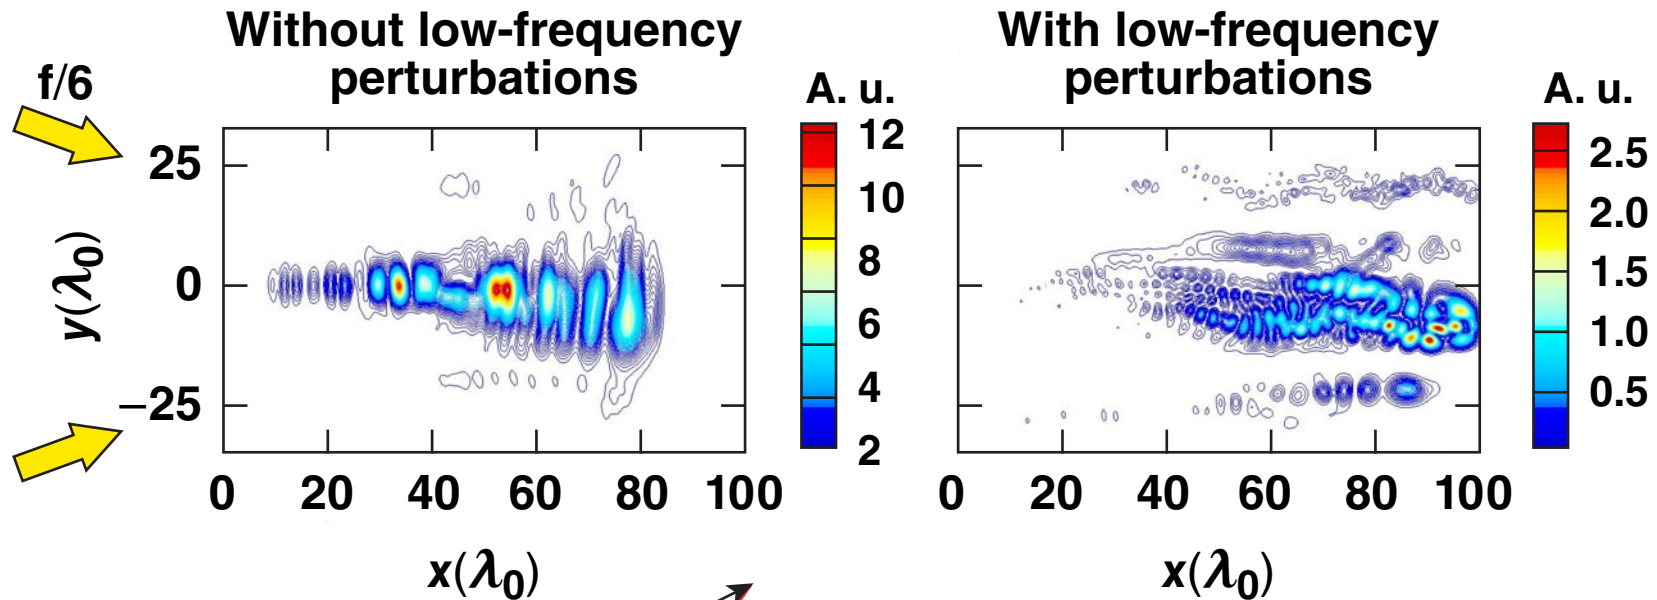 Without low-frequency
perturbations
With low-frequency
perturbations
f/6
A. u.
A. u.
25
0
–25
y(λ0)
12
10
8
6
4
2
2.5
2.0
1.5
1.0
0.5
0 20 40 60 80 100
0 20 40 60 80 100
x(λ0)
x(λ0)